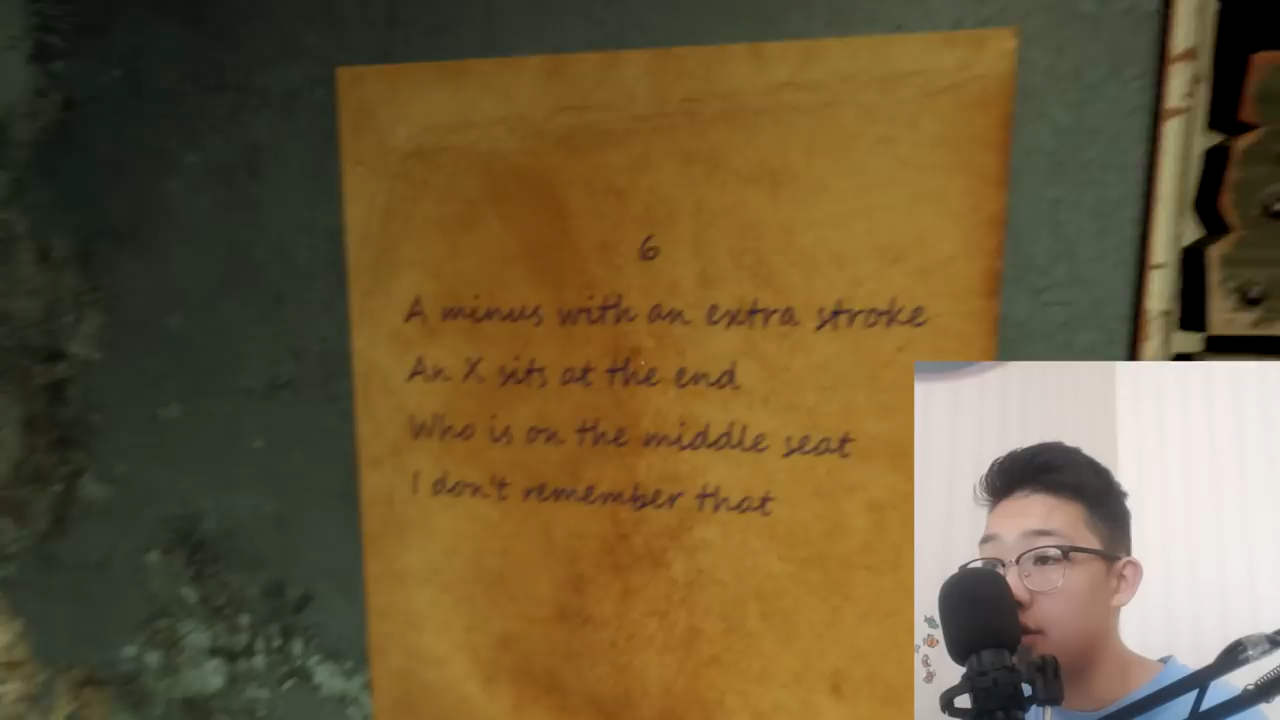 6
A minus with an extra stroke
An X sits at the end
Who is on the middle seat
I don't remember that